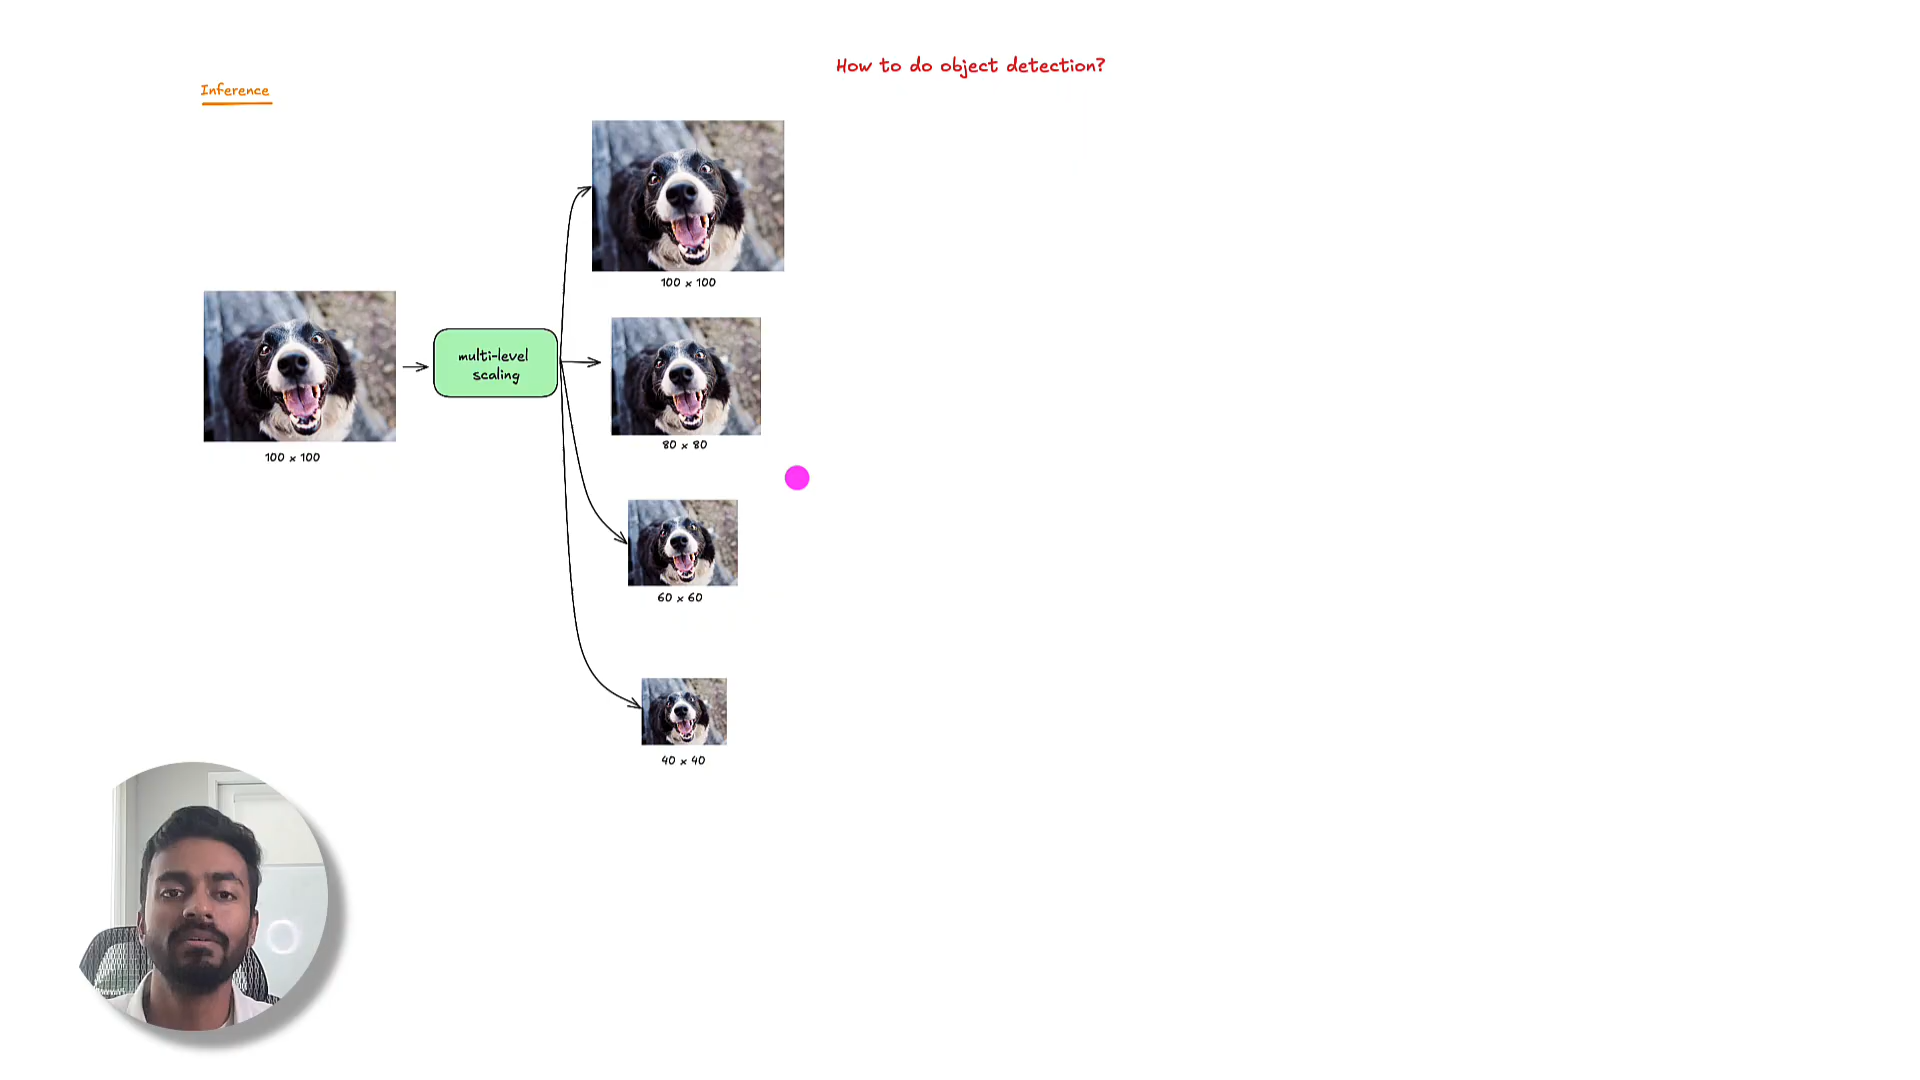 How to do object detection?
Inference
100 x 100
multi-level
scaling
100 x 100
80 x 80
60 x 60
40 x 40